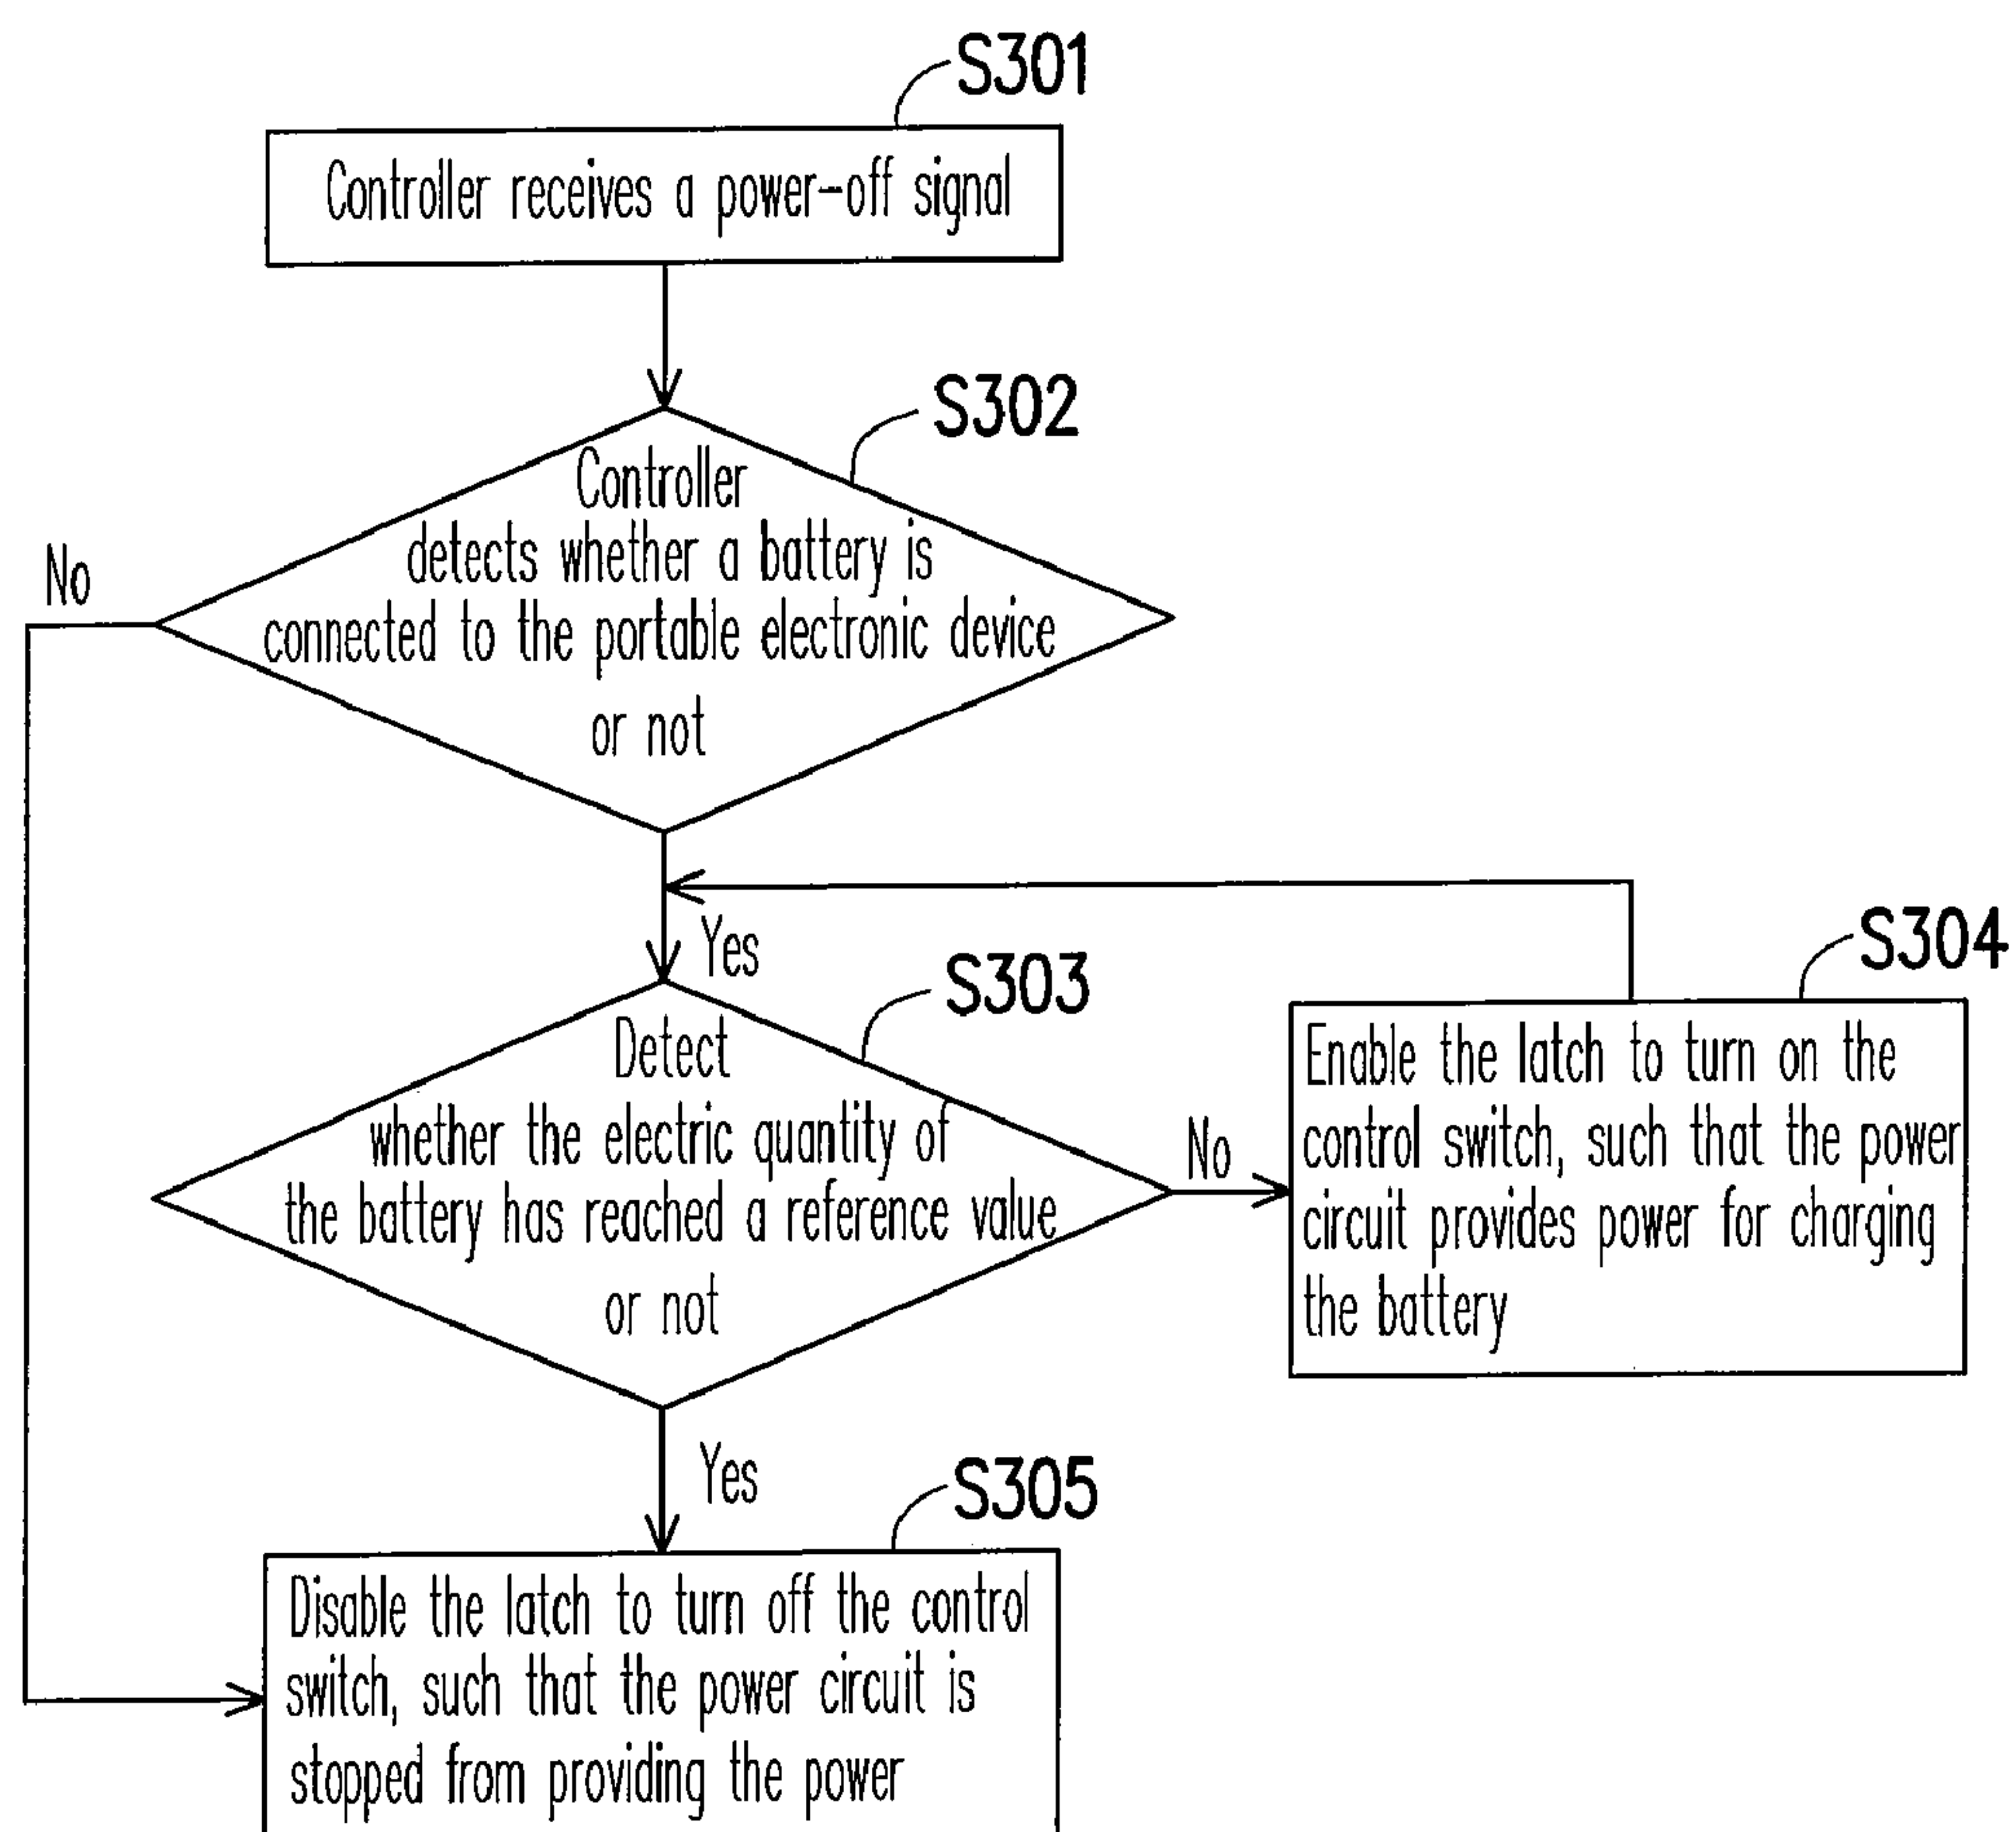 S301
Controller receives a power-off signal
S302
Controller
detects whether a battery is
connected to the portable electronic device
or not
No
Yes
S303
Detect
whether the electric quantity of
the battery has reached a reference value
or not
No
S304
Enable the latch to turn on the
control switch, such that the power
circuit provides power for charging
the battery
Yes
S305
Disable the latch to turn off the control
switch, such that the power circuit is
stopped from providing the power